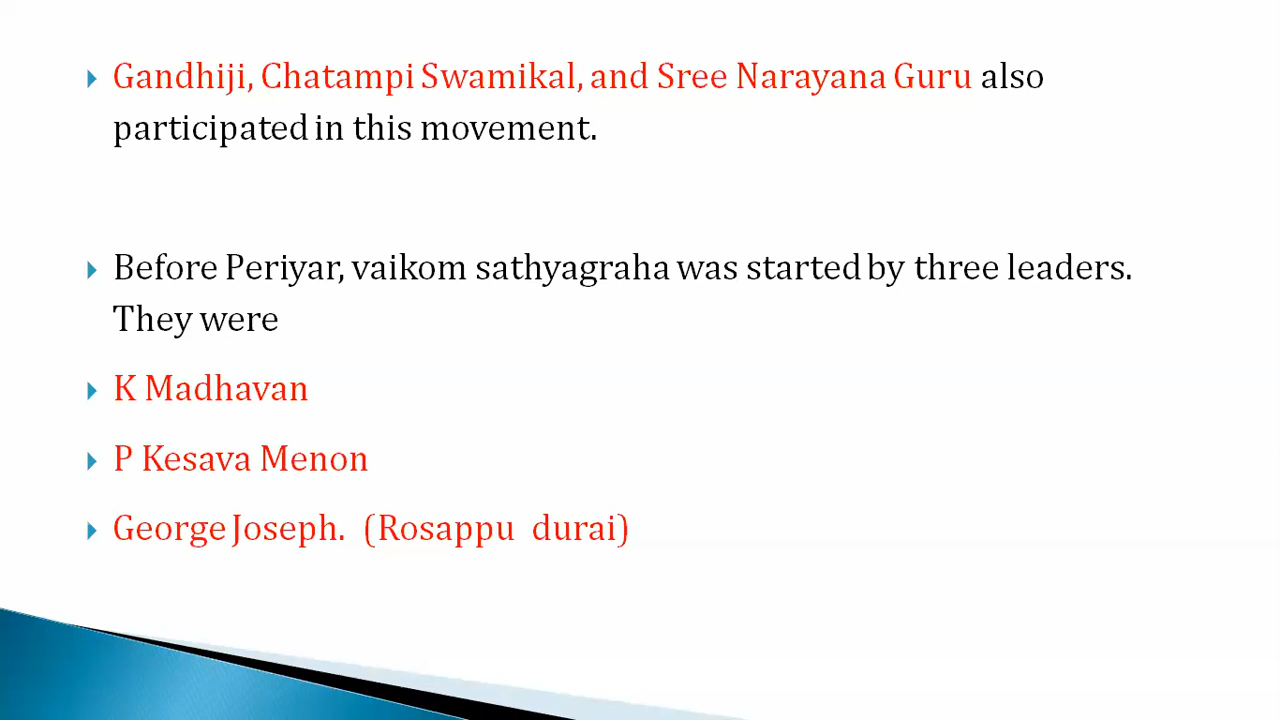 Gandhiji, Chatampi Swamikal, and Sree Narayana Guru also
participated in this movement.
Before Periyar, vaikom sathyagraha was started by three leaders.
They were
K Madhavan
P Kesava Menon
George Joseph. (Rosappu durai)